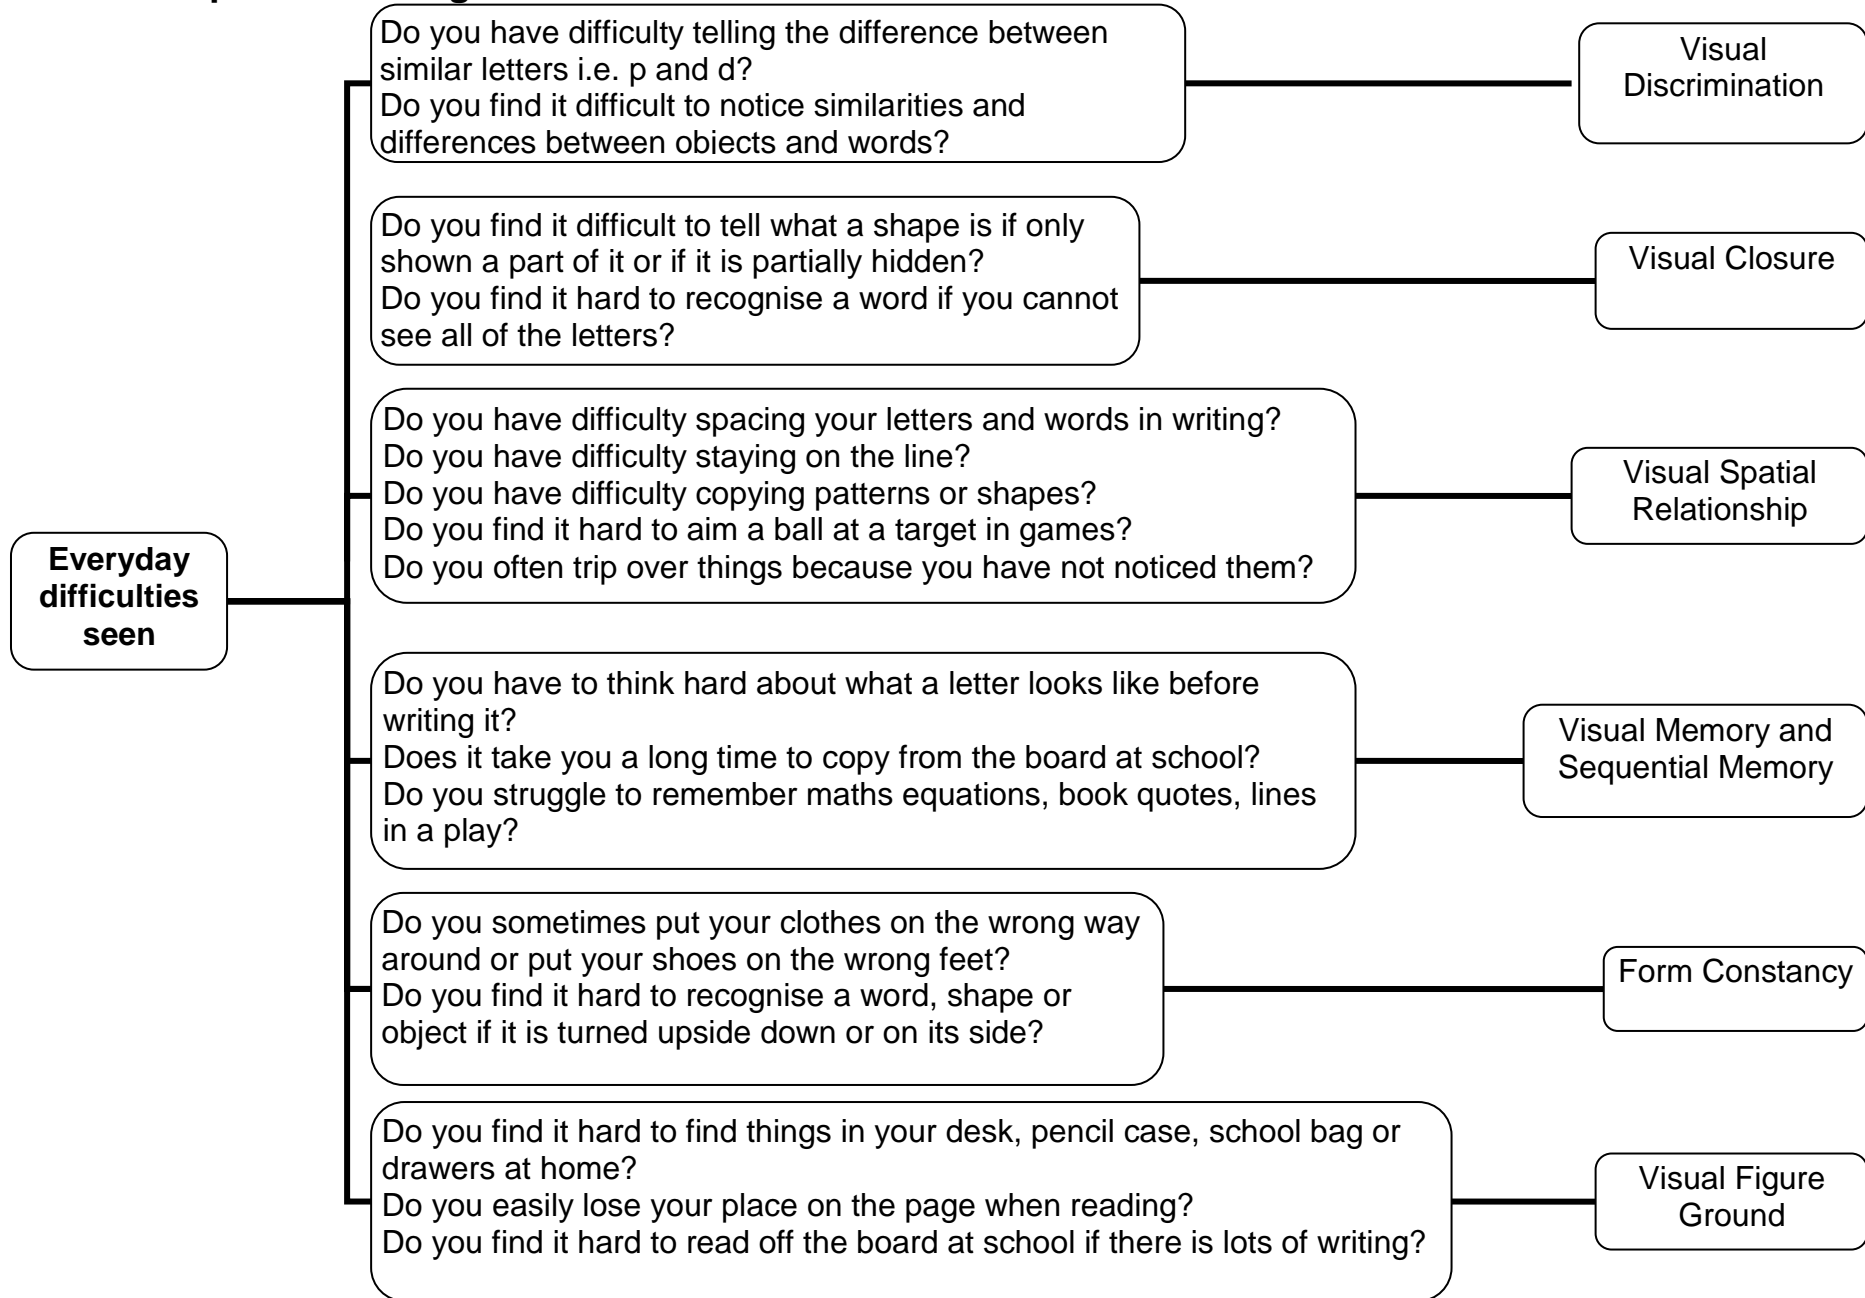 Do you have difficulty telling the difference between
similar letters i.e. p and d?
Do you find it difficult to notice similarities and
differences between objects and words?
Visual
Discrimination
Do you find it difficult to tell what a shape is if only
shown a part of it or if it is partially hidden?
Do you find it hard to recognise a word if you cannot
see all of the letters?
Visual Closure
Do you have difficulty spacing your letters and words in writing?
Do you have difficulty staying on the line?
Do you have difficulty copying patterns or shapes?
Do you find it hard to aim a ball at a target in games?
Do you often trip over things because you have not noticed them?
Visual Spatial
Relationship
Everyday
difficulties
seen
Do you have to think hard about what a letter looks like before
writing it?
Does it take you a long time to copy from the board at school?
Do you struggle to remember maths equations, book quotes, lines
in a play?
Visual Memory and
Sequential Memory
Do you sometimes put your clothes on the wrong way
around or put your shoes on the wrong feet?
Do you find it hard to recognise a word, shape or
object if it is turned upside down or on its side?
Form Constancy
Do you find it hard to find things in your desk, pencil case, school bag or
drawers at home?
Do you easily lose your place on the page when reading?
Do you find it hard to read off the board at school if there is lots of writing?
Visual Figure
Ground